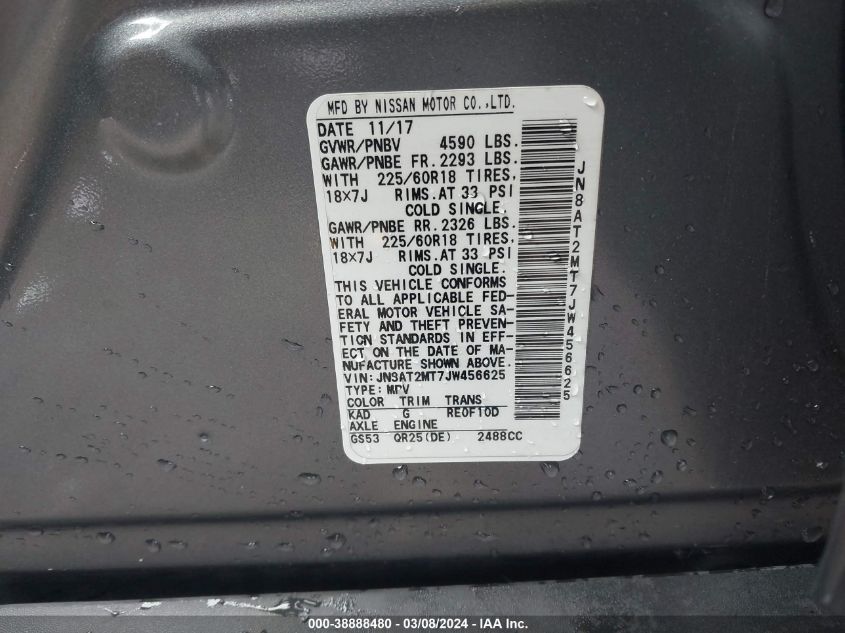 MFD BY NISSAN MOTOR CO.,LTD.
DATE 11/17
GVWR/PNBV 4590 LBS.
GAWR/PNBE FR. 2293 LBS.
WITH 225/60R18 TIRES,
18×7J RIMS.AT 33 PSI
COLD SINGLE.
GAWR/PNBE RR. 2326 LBS.
WITH 225/60R18 TIRES,
18×7J RIMS.AT 33 PSI
COLD SINGLE.
THIS VEHICLE CONFORMS
TO ALL APPLICABLE FED-
ERAL MOTOR VEHICLE SA-
FETY AND THEFT PREVEN-
TION STANDARDS IN EFF-
ECT ON THE DATE OF MA-
NUFACTURE SHOWN ABOVE.
VIN: JN8AT2MT7JW456625
TYPE: MPV
COLOR TRIM TRANS
KAD G RE0F10D
AXLE ENGINE
GS53 QR25(DE) 2488CC
JN8AT2MT7JW456625
000-38888480 - 03/08/2024 - IAA Inc.